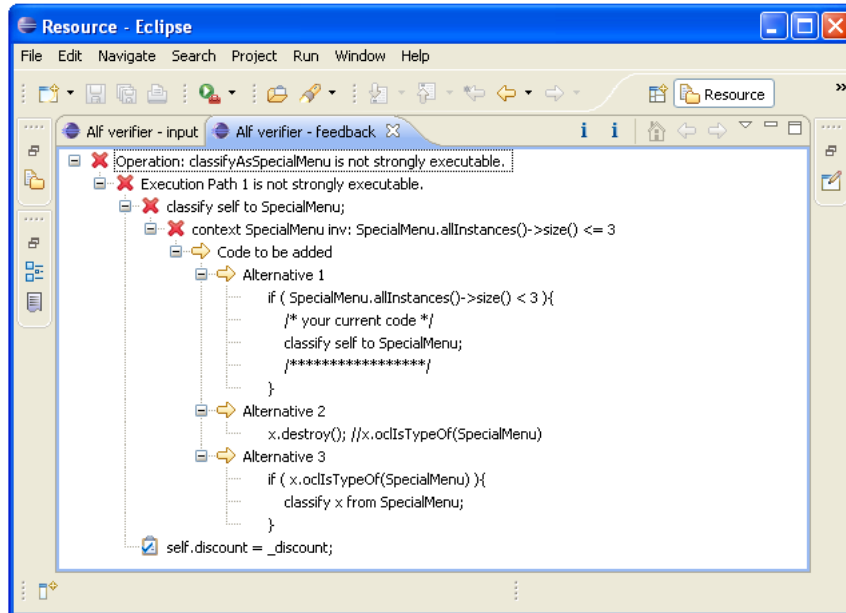 Resource - Eclipse
File Edit Navigate Search Project Run Window Help
Resource
Alf verifier - input Alf verifier - feedback
Operation: classifyAsSpecialMenu is not strongly executable.
Execution Path 1 is not strongly executable.
classify self to SpecialMenu;
context SpecialMenu inv: SpecialMenu.allInstances()->size() <= 3
Code to be added
Alternative 1
if ( SpecialMenu.allInstances()->size() < 3 ){
/* your current code */
classify self to SpecialMenu;
/*****************/
}
Alternative 2
x.destroy(); //x.oclIsTypeOf(SpecialMenu)
Alternative 3
if ( x.oclIsTypeOf(SpecialMenu) ){
classify x from SpecialMenu;
}
self.discount = _discount;